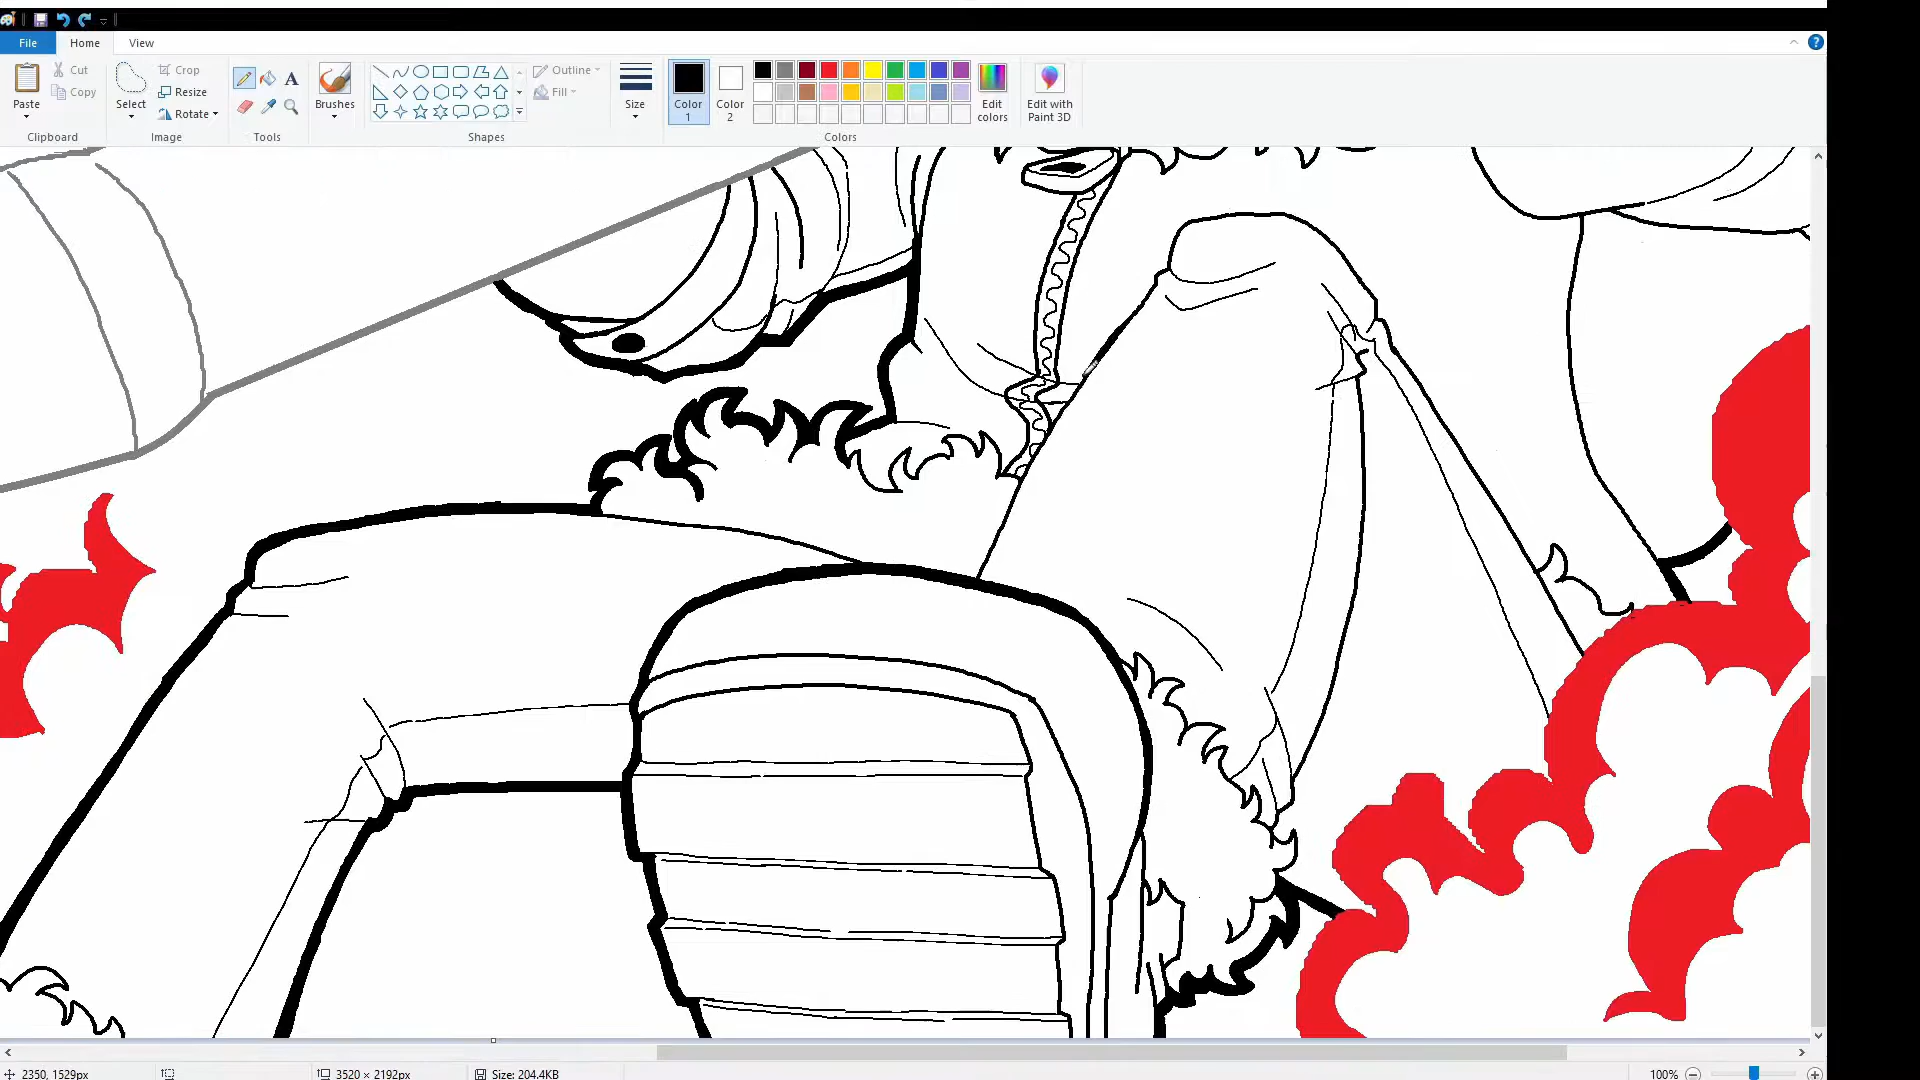 File Home View
Paste
Cut
Copy
Clipboard
Select
Crop
Resize
Rotate
Image
A
Tools
Brushes
Shapes
Outline
Fill
Size
Color
1
Color
2
Colors
Edit
colors
Edit with
Paint 3D
?
2350, 1529px
3520 × 2192px
Size: 204.4KB
100%